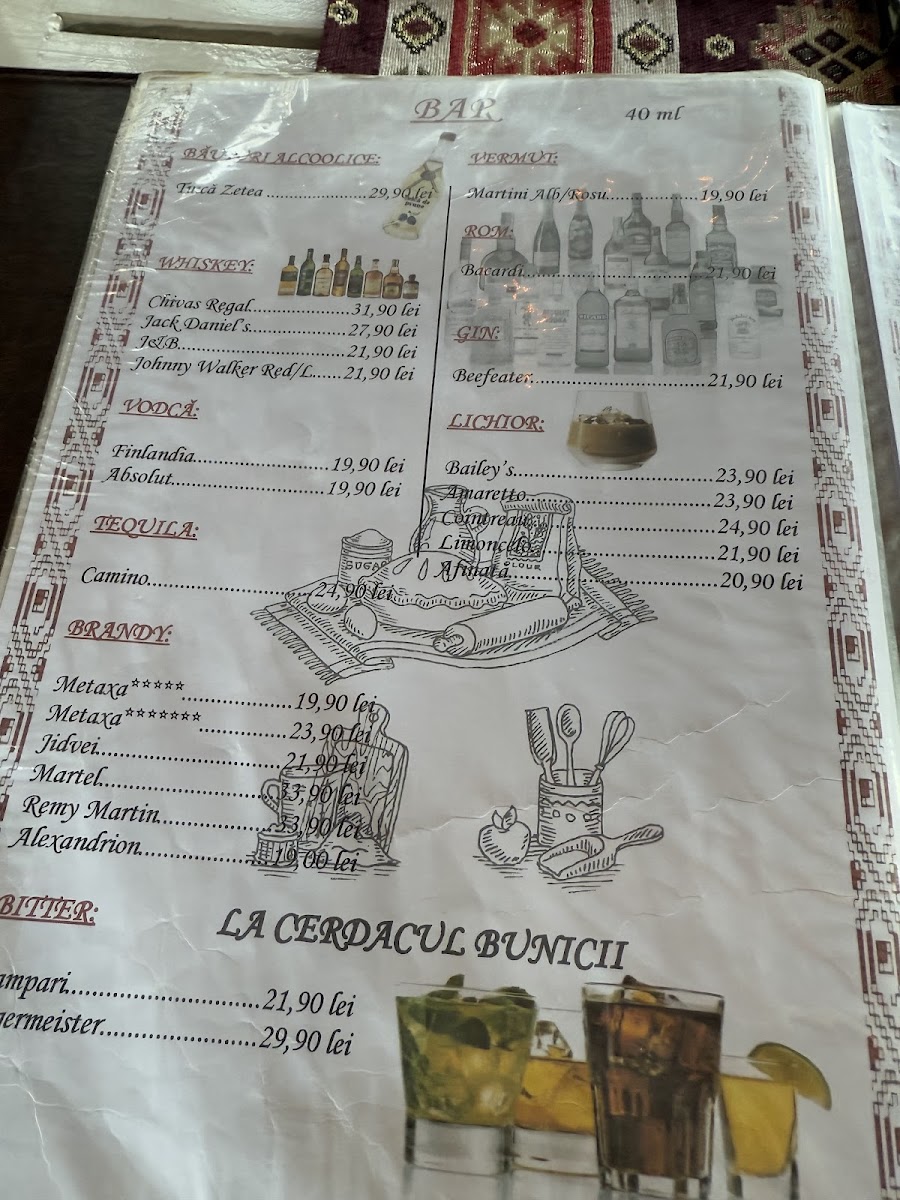 BAR
40 ml
BĂUTURI ALCOOLICE:
Țuică Zetea ..................29,90 lei
WHISKEY:
Chivas Regal....................31,90 lei
Jack Daniel's....................27,90 lei
J&B..................................21,90 lei
Johnny Walker Red/L......21,90 lei
VODCĂ:
Finlandia..........................19,90 lei
Absolut.............................19,90 lei
TEQUILA:
Camino.............................24,90 lei
BRANDY:
Metaxa*****....................19,90 lei
Metaxa*******................23,90 lei
Jidvei................................21,90 lei
Martel..............................33,90 lei
Remy Martin....................33,90 lei
Alexandrion.....................19,00 lei
BITTER:
ampari..............................21,90 lei
germeister.........................29,90 lei
VERMUT:
Martini Alb/Rosu..................19,90 lei
ROM:
Bacardi..................................21,90 lei
GIN:
Beefeater................................21,90 lei
LICHIOR:
Bailey's...................................23,90 lei
Amaretto................................23,90 lei
Cointreau...............................24,90 lei
Limoncelo..............................21,90 lei
Afinata...................................20,90 lei
SUGAR
FLOUR
LA CERDACUL BUNICII